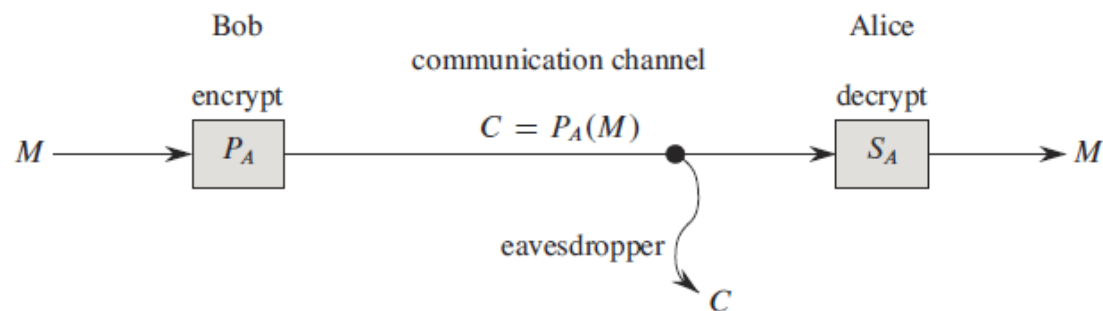 Bob
Alice
communication channel
encrypt
decrypt
M
P_A
C = P_A(M)
S_A
M
eavesdropper
C